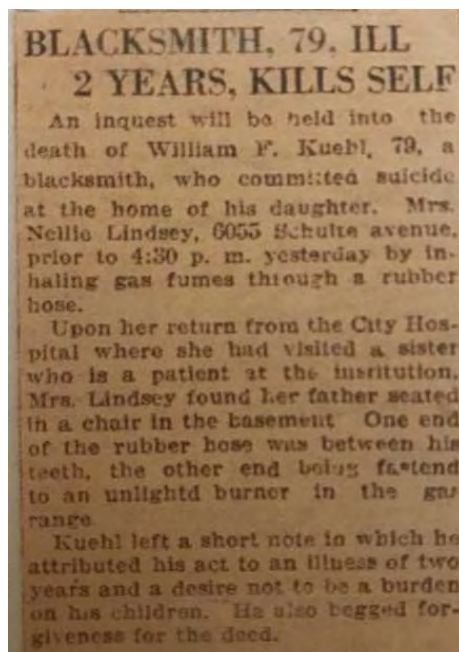 BLACKSMITH, 79, ILL
2 YEARS, KILLS SELF
An inquest will be held into the
death of William F. Kuehl, 79, a
blacksmith, who committed suicide
at the home of his daughter. Mrs.
Nellie Lindsey, 6055 Schulte avenue,
prior to 4:30 p. m. yesterday by in-
haling gas fumes through a rubber
hose.
Upon her return from the City Hos-
pital where she had visited a sister
who is a patient at the institution,
Mrs. Lindsey found her father seated
in a chair in the basement One end
of the rubber hose was between his
teeth, the other end being fastend
to an unlightd burner in the gas
range
Kuehl left a short note in which he
attributed his act to an illness of two
years and a desire not to be a burden
on his children. He also begged for-
giveness for the deed.